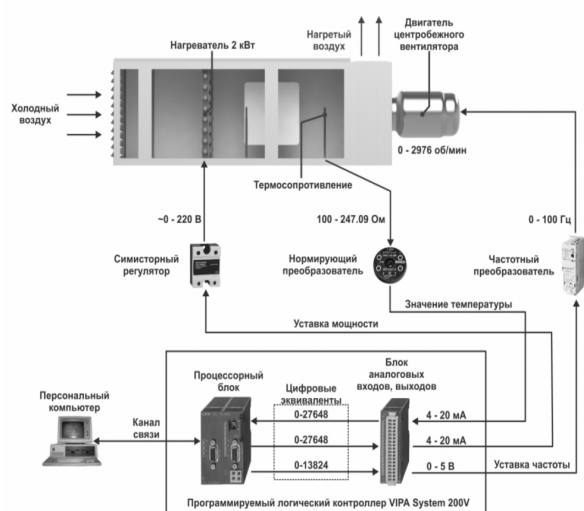 Нагретый
воздух
Двигатель
центробежного
вентилятора
Нагреватель 2 кВт
Холодный
воздух
0 - 2976 об/мин
Термосопротивление
~0 - 220 В
100 - 247.09 Ом
0 - 100 Гц
Симисторный
регулятор
Нормирующий
преобразователь
Частотный
преобразователь
Значение температуры
Уставка мощности
Персональный
компьютер
Канал
связи
Процессорный
блок
Цифровые
эквиваленты
Блок
аналоговых
входов, выходов
0-27648
4 - 20 мА
0-27648
4 - 20 мА
0-13824
0 - 5 В
Уставка частоты
Программируемый логический контроллер VIPA System 200V